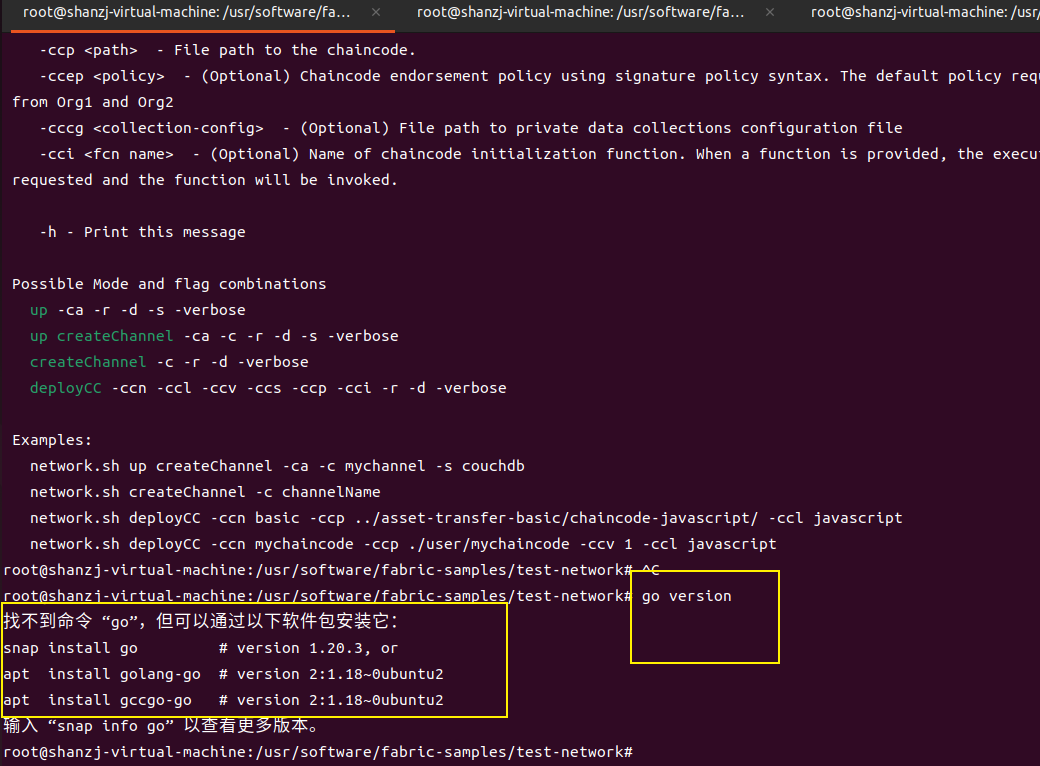 root@shanzj-virtual-machine: /usr/software/fa... × root@shanzj-virtual-machine: /usr/software/fa... × root@shanzj-virtual-machine: /usr/
-ccp <path>  - File path to the chaincode.
-ccep <policy>  - (Optional) Chaincode endorsement policy using signature policy syntax. The default policy requ
from Org1 and Org2
-cccg <collection-config>  - (Optional) File path to private data collections configuration file
-cci <fcn name>  - (Optional) Name of chaincode initialization function. When a function is provided, the execut
requested and the function will be invoked.
-h - Print this message
Possible Mode and flag combinations
up -ca -r -d -s -verbose
up createChannel -ca -c -r -d -s -verbose
createChannel -c -r -d -verbose
deployCC -ccn -ccl -ccv -ccs -ccp -cci -r -d -verbose
Examples:
network.sh up createChannel -ca -c mychannel -s couchdb
network.sh createChannel -c channelName
network.sh deployCC -ccn basic -ccp ../asset-transfer-basic/chaincode-javascript/ -ccl javascript
network.sh deployCC -ccn mychaincode -ccp ./user/mychaincode -ccv 1 -ccl javascript
root@shanzj-virtual-machine:/usr/software/fabric-samples/test-network# ^C
root@shanzj-virtual-machine:/usr/software/fabric-samples/test-network# go version
找不到命令 “go”，但可以通过以下软件包安装它：
snap install go         # version 1.20.3, or
apt  install golang-go  # version 2:1.18~0ubuntu2
apt  install gccgo-go   # version 2:1.18~0ubuntu2
输入 “snap info go” 以查看更多版本。
root@shanzj-virtual-machine:/usr/software/fabric-samples/test-network#